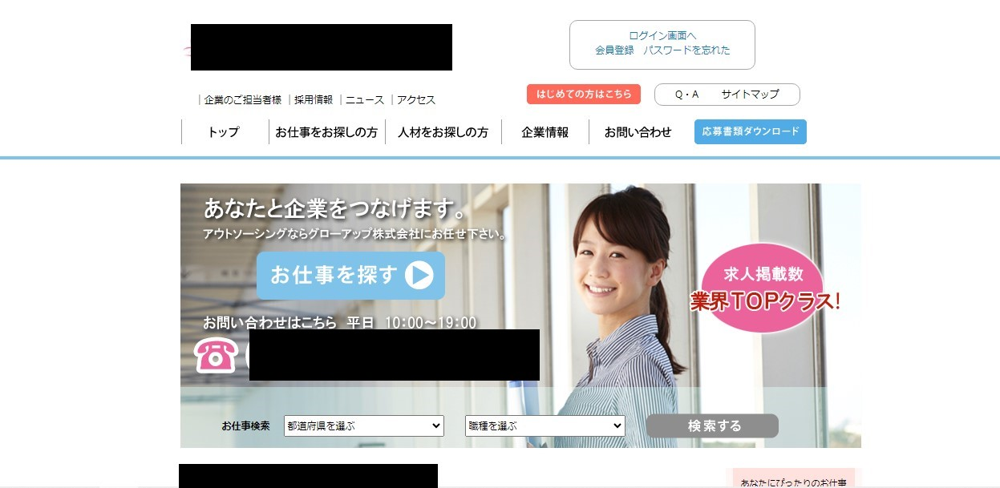 ログイン画面へ
会員登録　パスワードを忘れた
｜企業のご担当者様　｜採用情報　｜ニュース　｜アクセス
はじめての方はこちら
Q・A　サイトマップ
トップ
お仕事をお探しの方
人材をお探しの方
企業情報
お問い合わせ
応募書類ダウンロード
あなたと企業をつなげます。
アウトソーシングならグローアップ株式会社にお任せ下さい。
お仕事を探す
求人掲載数
業界TOPクラス!
お問い合わせはこちら　平日　10:00～19:00
お仕事検索
都道府県を選ぶ
職種を選ぶ
検索する
あなたにぴったりのお仕事